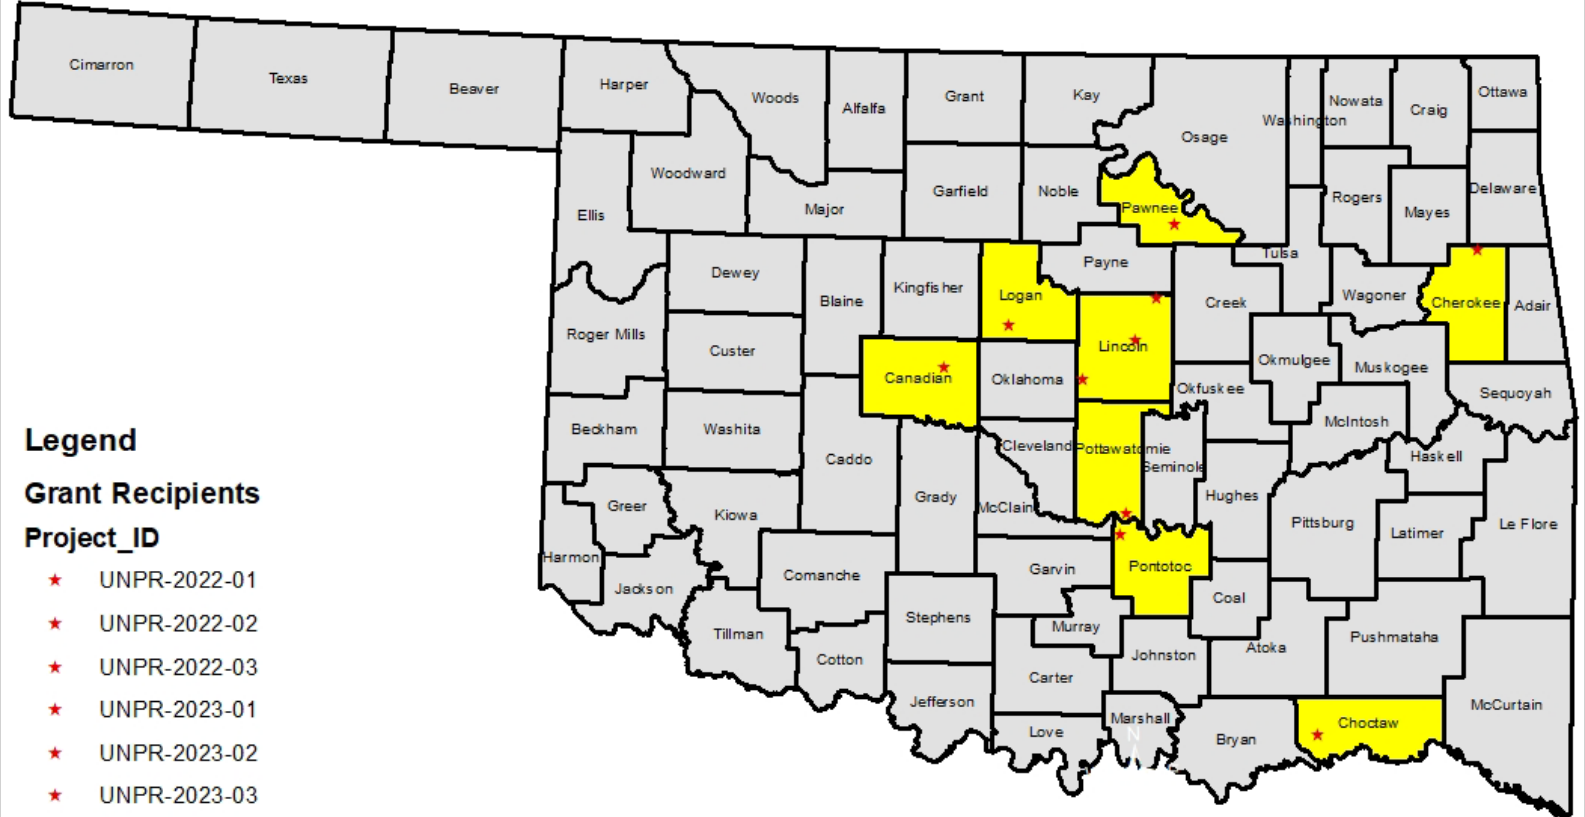 Cimarron
Texas
Beaver
Harper
Woods
Alfalfa
Grant
Kay
Osage
Washington
Nowata
Craig
Ottawa
Woodward
Ellis
Major
Garfield
Noble
Pawnee
Rogers
Mayes
Delaware
Dewey
Blaine
Kingfisher
Logan
Payne
Creek
Tulsa
Wagoner
Cherokee
Adair
Roger Mills
Custer
Canadian
Oklahoma
Lincoln
Okmulgee
Muskogee
Okfuskee
Sequoyah
Beckham
Washita
Caddo
Cleveland
Pottawatomie
Seminole
McIntosh
Haskell
Greer
Kiowa
Grady
McClain
Hughes
Pittsburg
Latimer
Le Flore
Harmon
Jackson
Comanche
Garvin
Pontotoc
Coal
Tillman
Stephens
Murray
Johnston
Atoka
Pushmataha
Cotton
Carter
Jefferson
Love
Marshall
Bryan
Choctaw
McCurtain
N
Legend
Grant Recipients
Project_ID
UNPR-2022-01
UNPR-2022-02
UNPR-2022-03
UNPR-2023-01
UNPR-2023-02
UNPR-2023-03